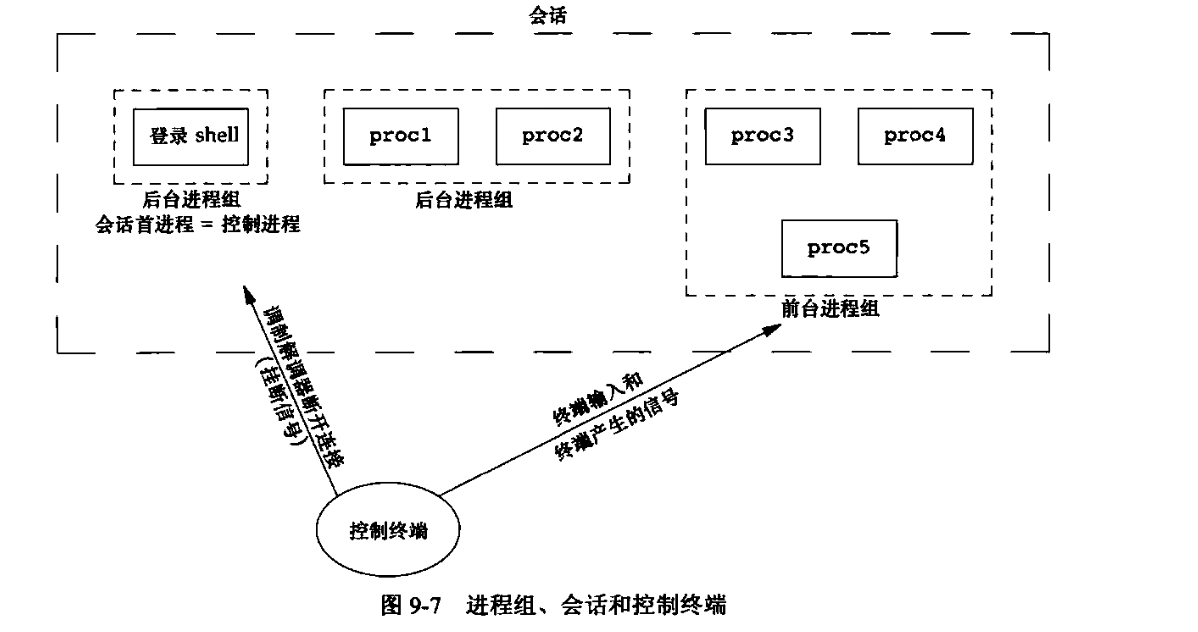 会话
登录 shell
proc1
proc2
proc3
proc4
proc5
后台进程组
会话首进程 = 控制进程
后台进程组
前台进程组
调制解调器断开连接
(挂断信号)
终端输入和
终端产生的信号
控制终端
图 9-7 进程组、会话和控制终端